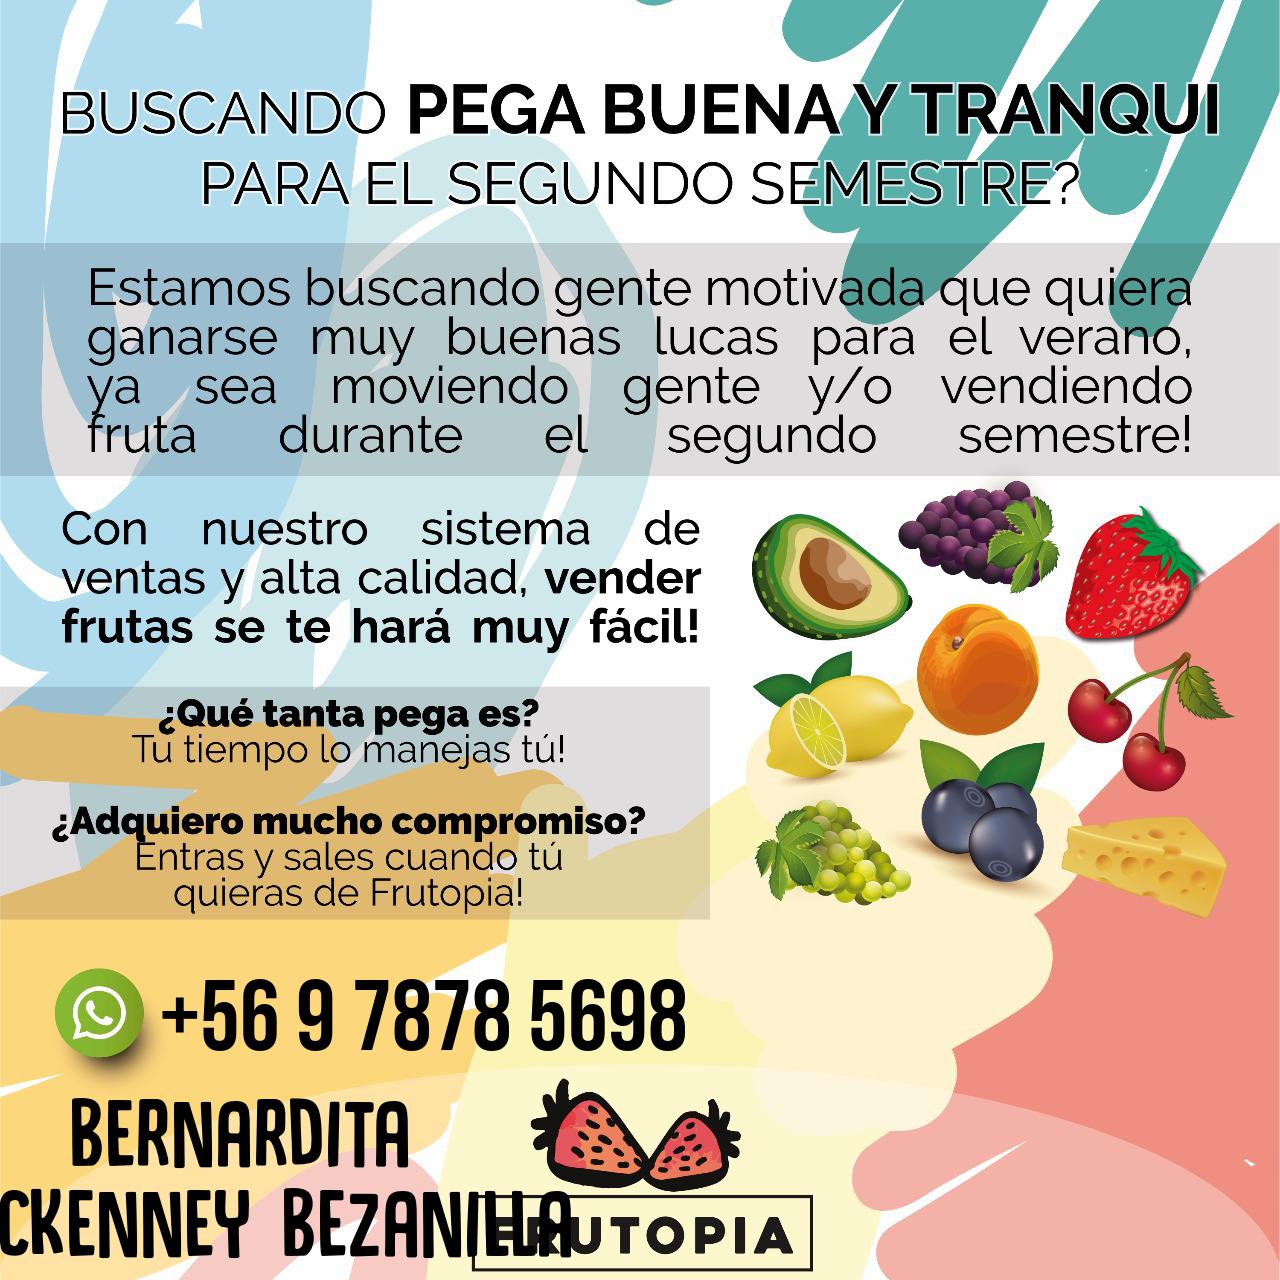 BUSCANDO PEGA BUENA Y TRANQUI
PARA EL SEGUNDO SEMESTRE?
Estamos buscando gente motivada que quiera
ganarse muy buenas lucas para el verano,
ya sea moviendo gente y/o vendiendo
fruta durante el segundo semestre!
Con nuestro sistema de
ventas y alta calidad, vender
frutas se te hará muy fácil!
¿Qué tanta pega es?
Tu tiempo lo manejas tú!
¿Adquiero mucho compromiso?
Entras y sales cuando tú
quieras de Frutopia!
+56 9 7878 5698
BERNARDITA
CKENNEY BEZANILLA
FRUTOPIA